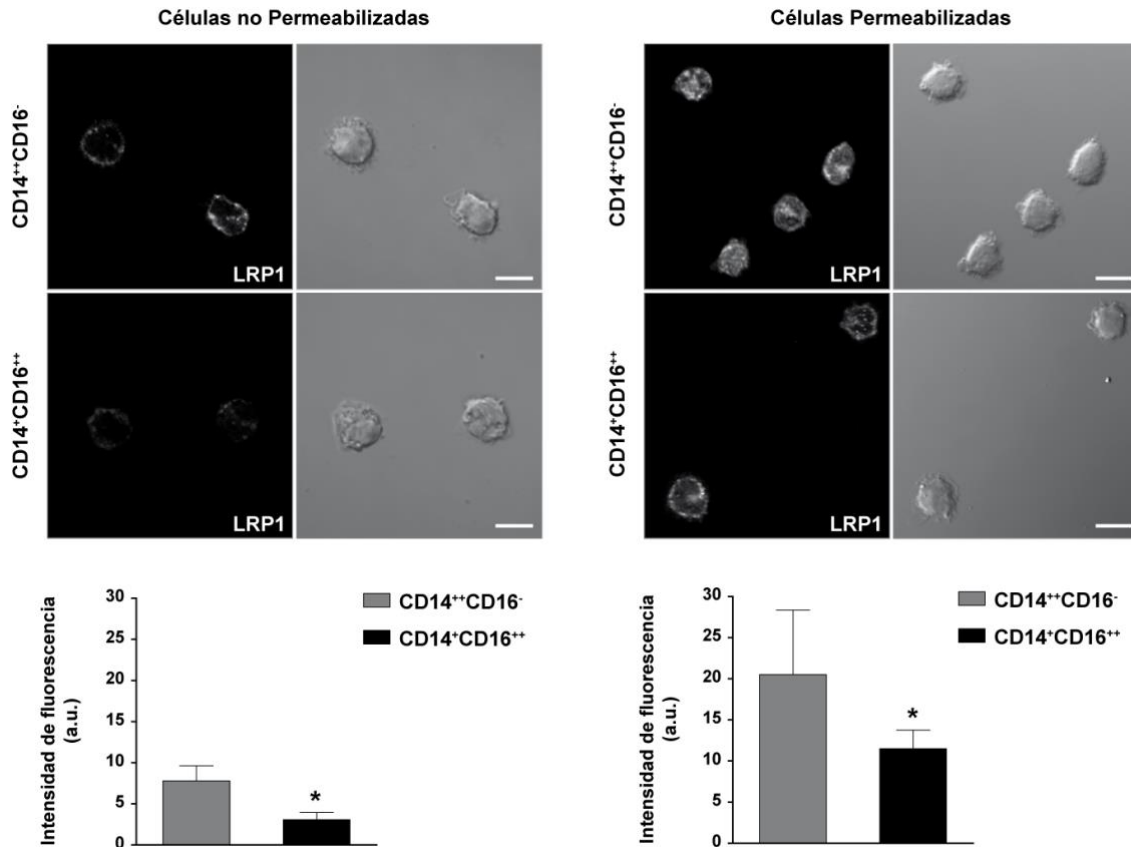 Células no Permeabilizadas
CD14⁺⁺CD16⁻
LRP1
CD14⁺CD16⁺⁺
LRP1
Intensidad de fluorescencia
(a.u.)
30
25
20
15
10
5
0
*
CD14⁺⁺CD16⁻
CD14⁺CD16⁺⁺
Células Permeabilizadas
CD14⁺⁺CD16⁻
LRP1
CD14⁺CD16⁺⁺
LRP1
Intensidad de fluorescencia
(a.u.)
30
25
20
15
10
5
0
*
CD14⁺⁺CD16⁻
CD14⁺CD16⁺⁺